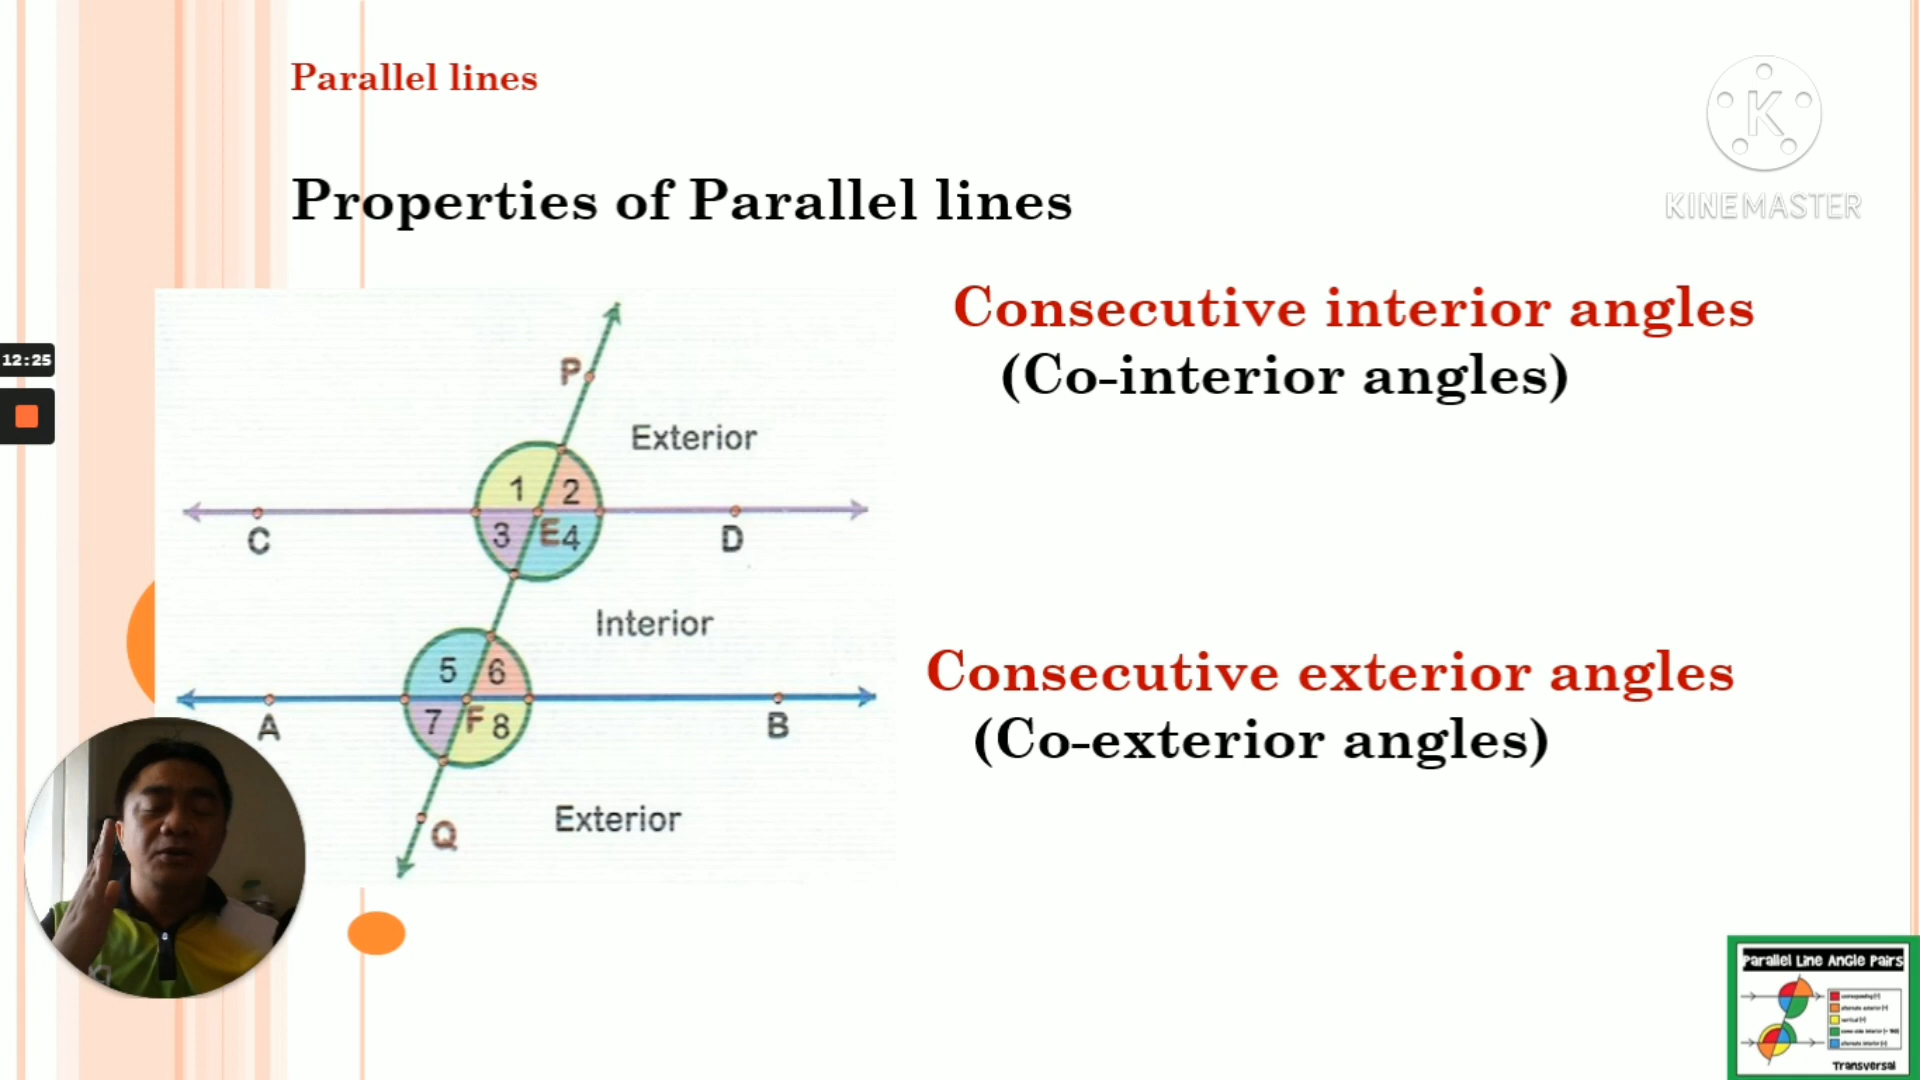 Parallel lines
K
KINEMASTER
Properties of Parallel lines
Consecutive interior angles
(Co-interior angles)
12:25
P
Exterior
1 2
3 E 4
C D
Interior
5 6
7 F 8
A B
Q
Exterior
Consecutive exterior angles
(Co-exterior angles)
Parallel Line Angle Pairs
Transversal